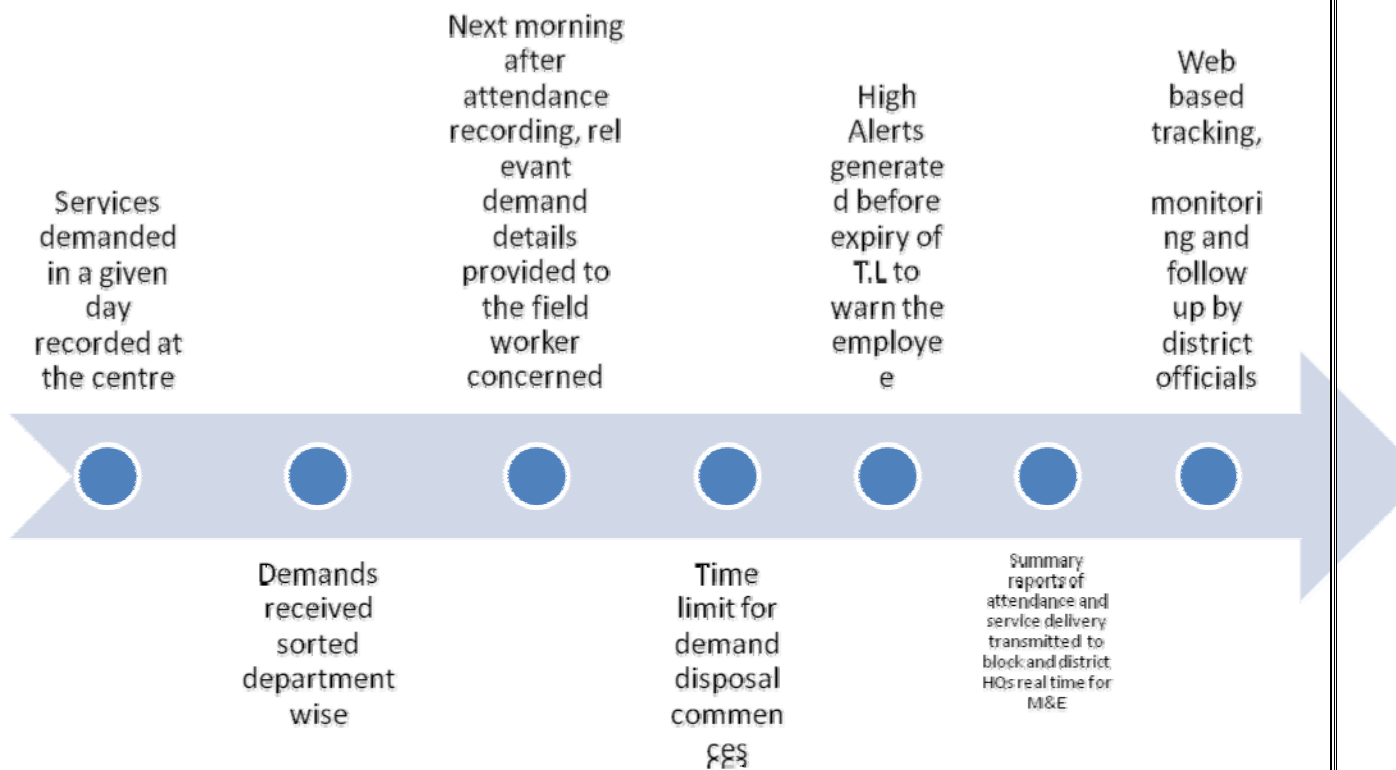 Services
demanded
in a given
day
recorded at
the centre
Demands
received
sorted
department
wise
Next morning
after
attendance
recording, rel
evant
demand
details
provided to
the field
worker
concerned
Time
limit for
demand
disposal
commen
ces
High
Alerts
generate
d before
expiry of
T.L to
warn the
employe
e
Summary
reports of
attendance and
service delivery
transmitted to
block and district
HQs real time for
M&E
Web
based
tracking,
monitori
ng and
follow
up by
district
officials